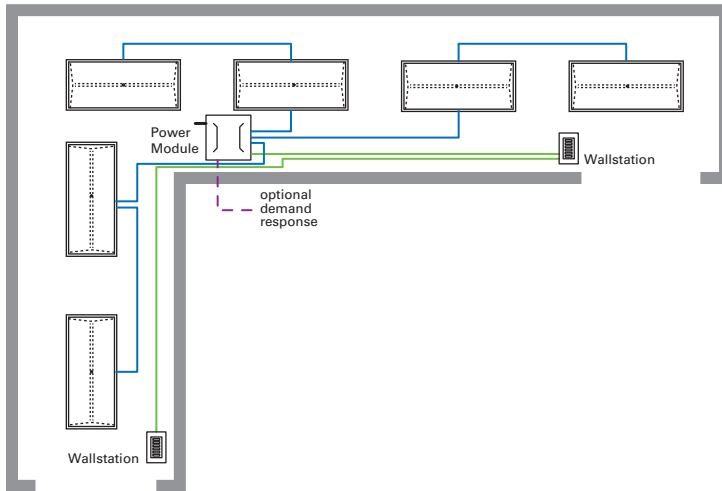 Power
Module
Wallstation
optional
demand
response
Wallstation